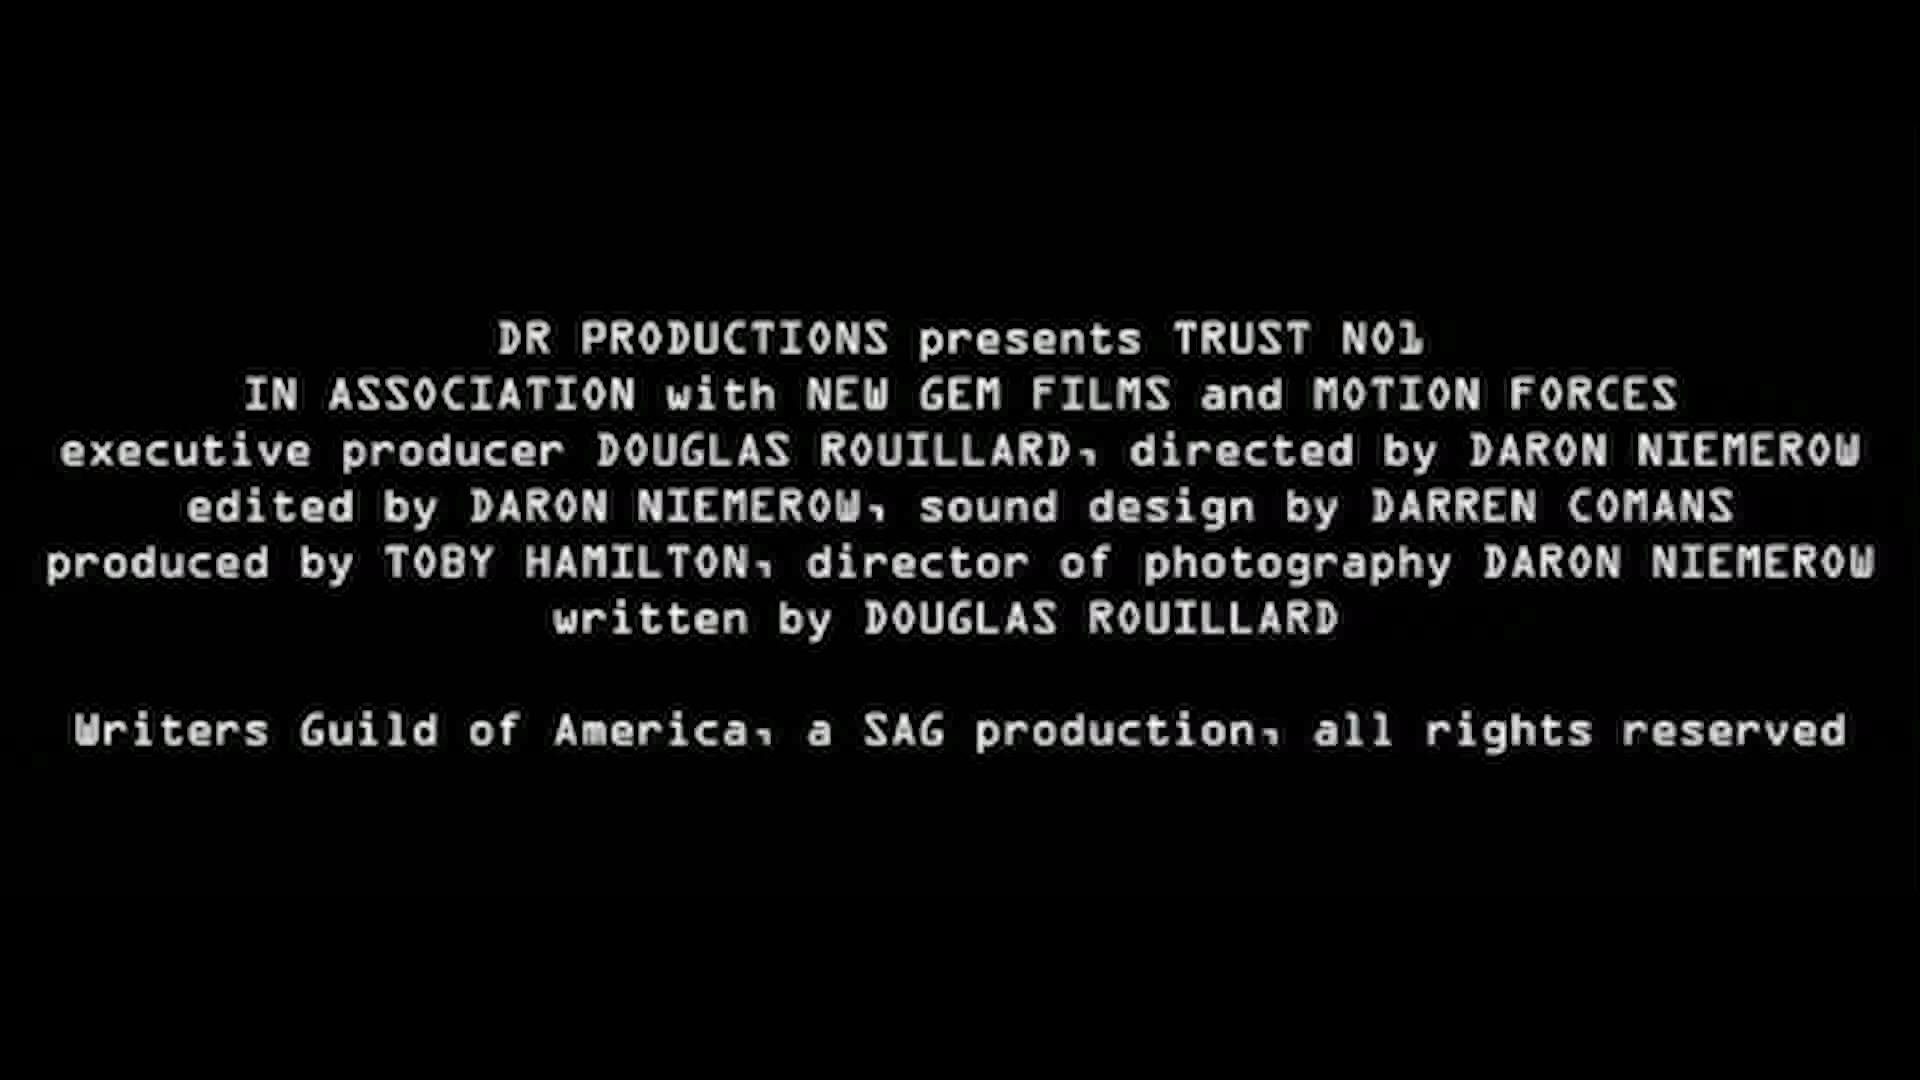 DR PRODUCTIONS presents TRUST NO1
IN ASSOCIATION with NEW GEM FILMS and MOTION FORCES
executive producer DOUGLAS ROUILLARD, directed by DARON NIEMEROW
edited by DARON NIEMEROW, sound design by DARREN COMANS
produced by TOBY HAMILTON, director of photography DARON NIEMEROW
written by DOUGLAS ROUILLARD
Writers Guild of America, a SAG production, all rights reserved